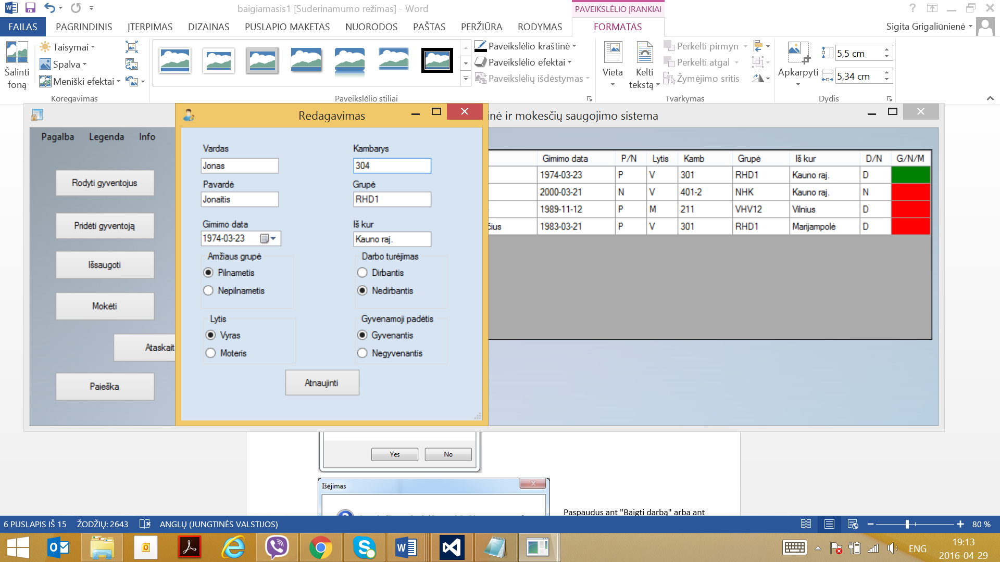 baigiamasis1 [Suderinamumo režimas] - Word
PAVEIKSLĖLIO ĮRANKIAI
FAILAS PAGRINDINIS ĮTERPIMAS DIZAINAS PUSLAPIO MAKETAS NUORODOS PAŠTAS PERŽIŪRA RODYMAS FORMATAS Sigita Grigaliūnienė
Šalinti foną
Taisymai
Spalva
Meniški efektai
Koregavimas
Paveikslėlio stiliai
Paveikslėlio kraštinė
Paveikslėlio efektai
Paveikslėlių išdėstymas
Vieta
Kelti tekstą
Perkelti pirmyn
Perkelti atgal
Žymėjimo sritis
Tvarkymas
Apkarpyti
5,5 cm
5,34 cm
Dydis
Redagavimas
inė ir mokesčių saugojimo sistema
Pagalba Legenda Info
Rodyti gyventojus
Pridėti gyventoją
Išsaugoti
Mokėti
Ataskait
Paieška
Vardas
Jonas
Pavardė
Jonaitis
Gimimo data
1974-03-23
Amžiaus grupė
Pilnametis
Nepilnametis
Lytis
Vyras
Moteris
Kambarys
304
Grupė
RHD1
Iš kur
Kauno raj.
Darbo turėjimas
Dirbantis
Nedirbantis
Gyvenamoji padėtis
Gyvenantis
Negyvenantis
Atnaujinti
Gimimo data P/N Lytis Kamb Grupė Iš kur D/N G/N/M
1974-03-23 P V 301 RHD1 Kauno raj. D
2000-03-21 N V 401-2 NHK Kauno raj. N
1989-11-12 P M 211 VHV12 Vilnius D
čius 1983-03-21 P V 301 RHD1 Marijampolė D
Yes No
Išėjimas
Paspaudus ant "Baigti darbą" arba ant
6 PUSLAPIS IŠ 15 ŽODŽIŲ: 2643 ANGLŲ (JUNGTINĖS VALSTIJOS) 80 %
ENG
19:13
2016-04-29